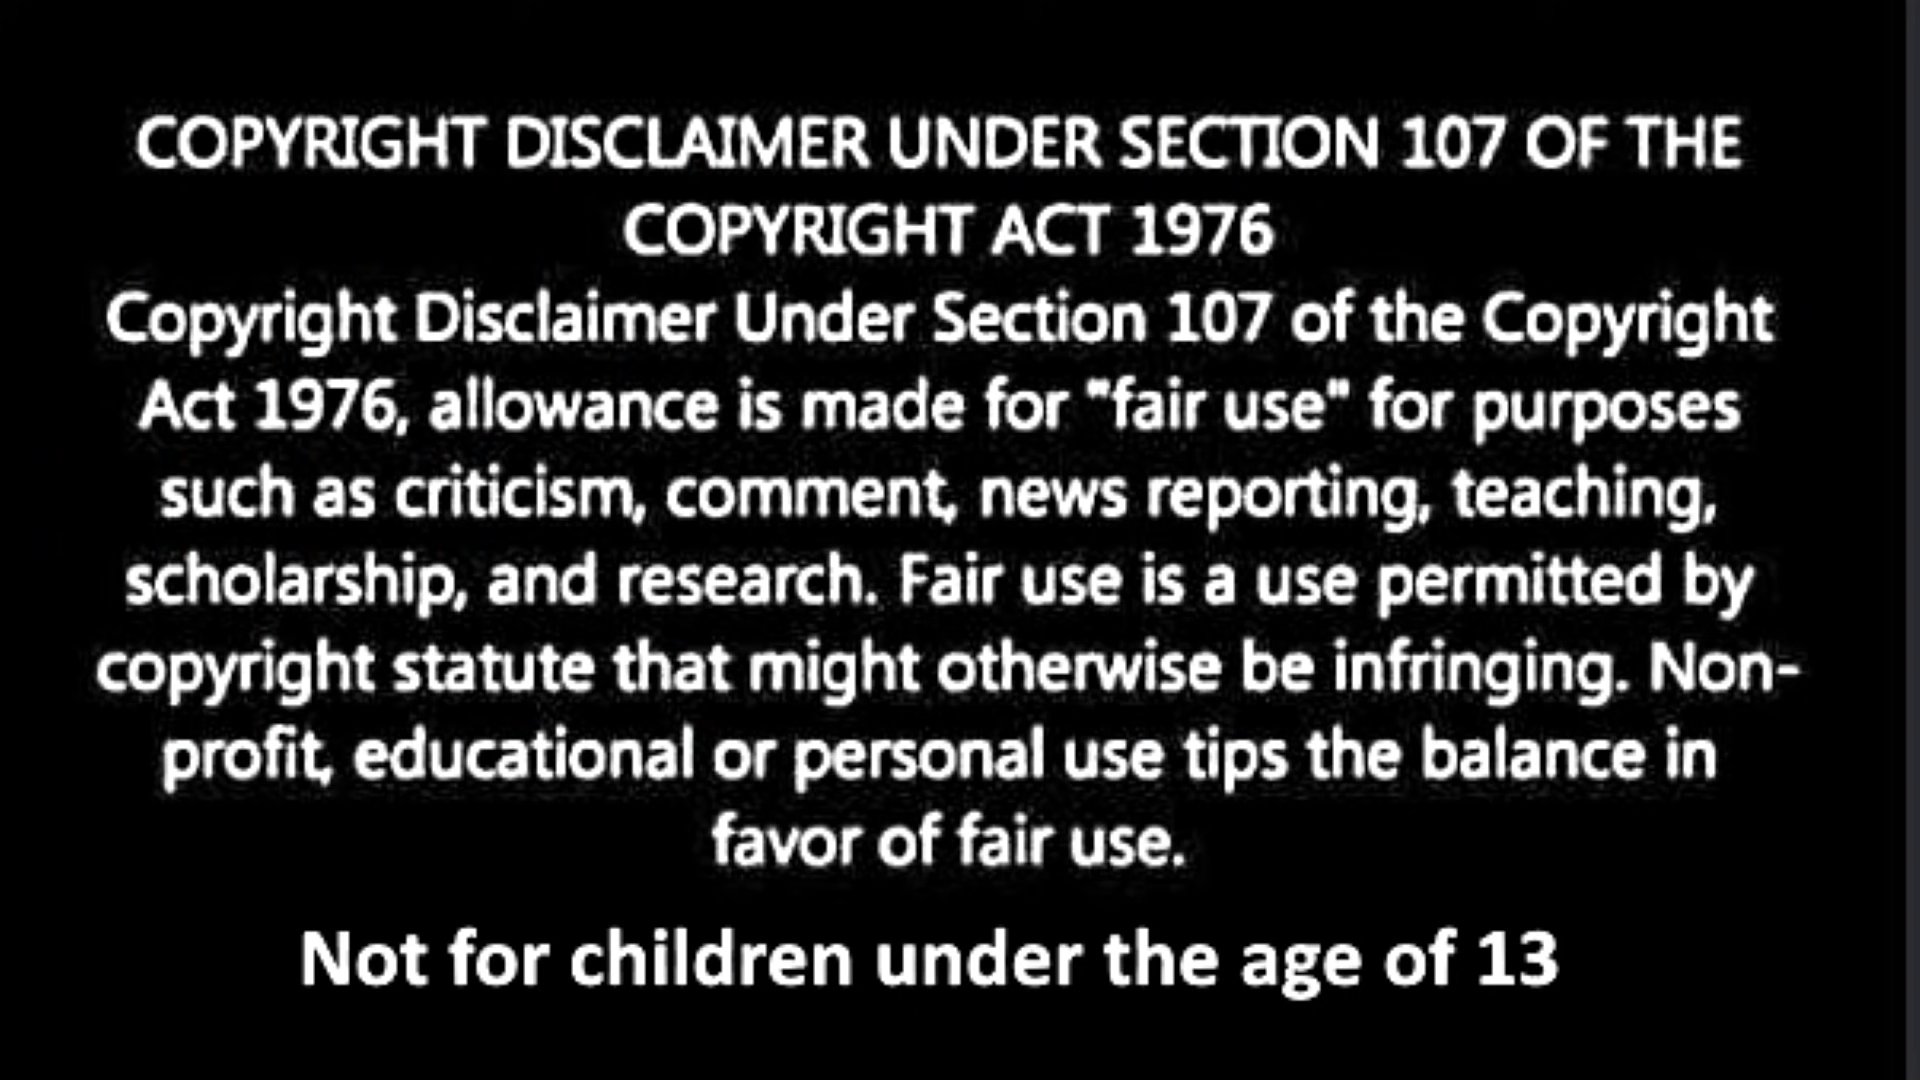 COPYRIGHT DISCLAIMER UNDER SECTION 107 OF THE
COPYRIGHT ACT 1976
Copyright Disclaimer Under Section 107 of the Copyright
Act 1976, allowance is made for "fair use" for purposes
such as criticism, comment, news reporting, teaching,
scholarship, and research. Fair use is a use permitted by
copyright statute that might otherwise be infringing. Non-
profit, educational or personal use tips the balance in
favor of fair use.
Not for children under the age of 13